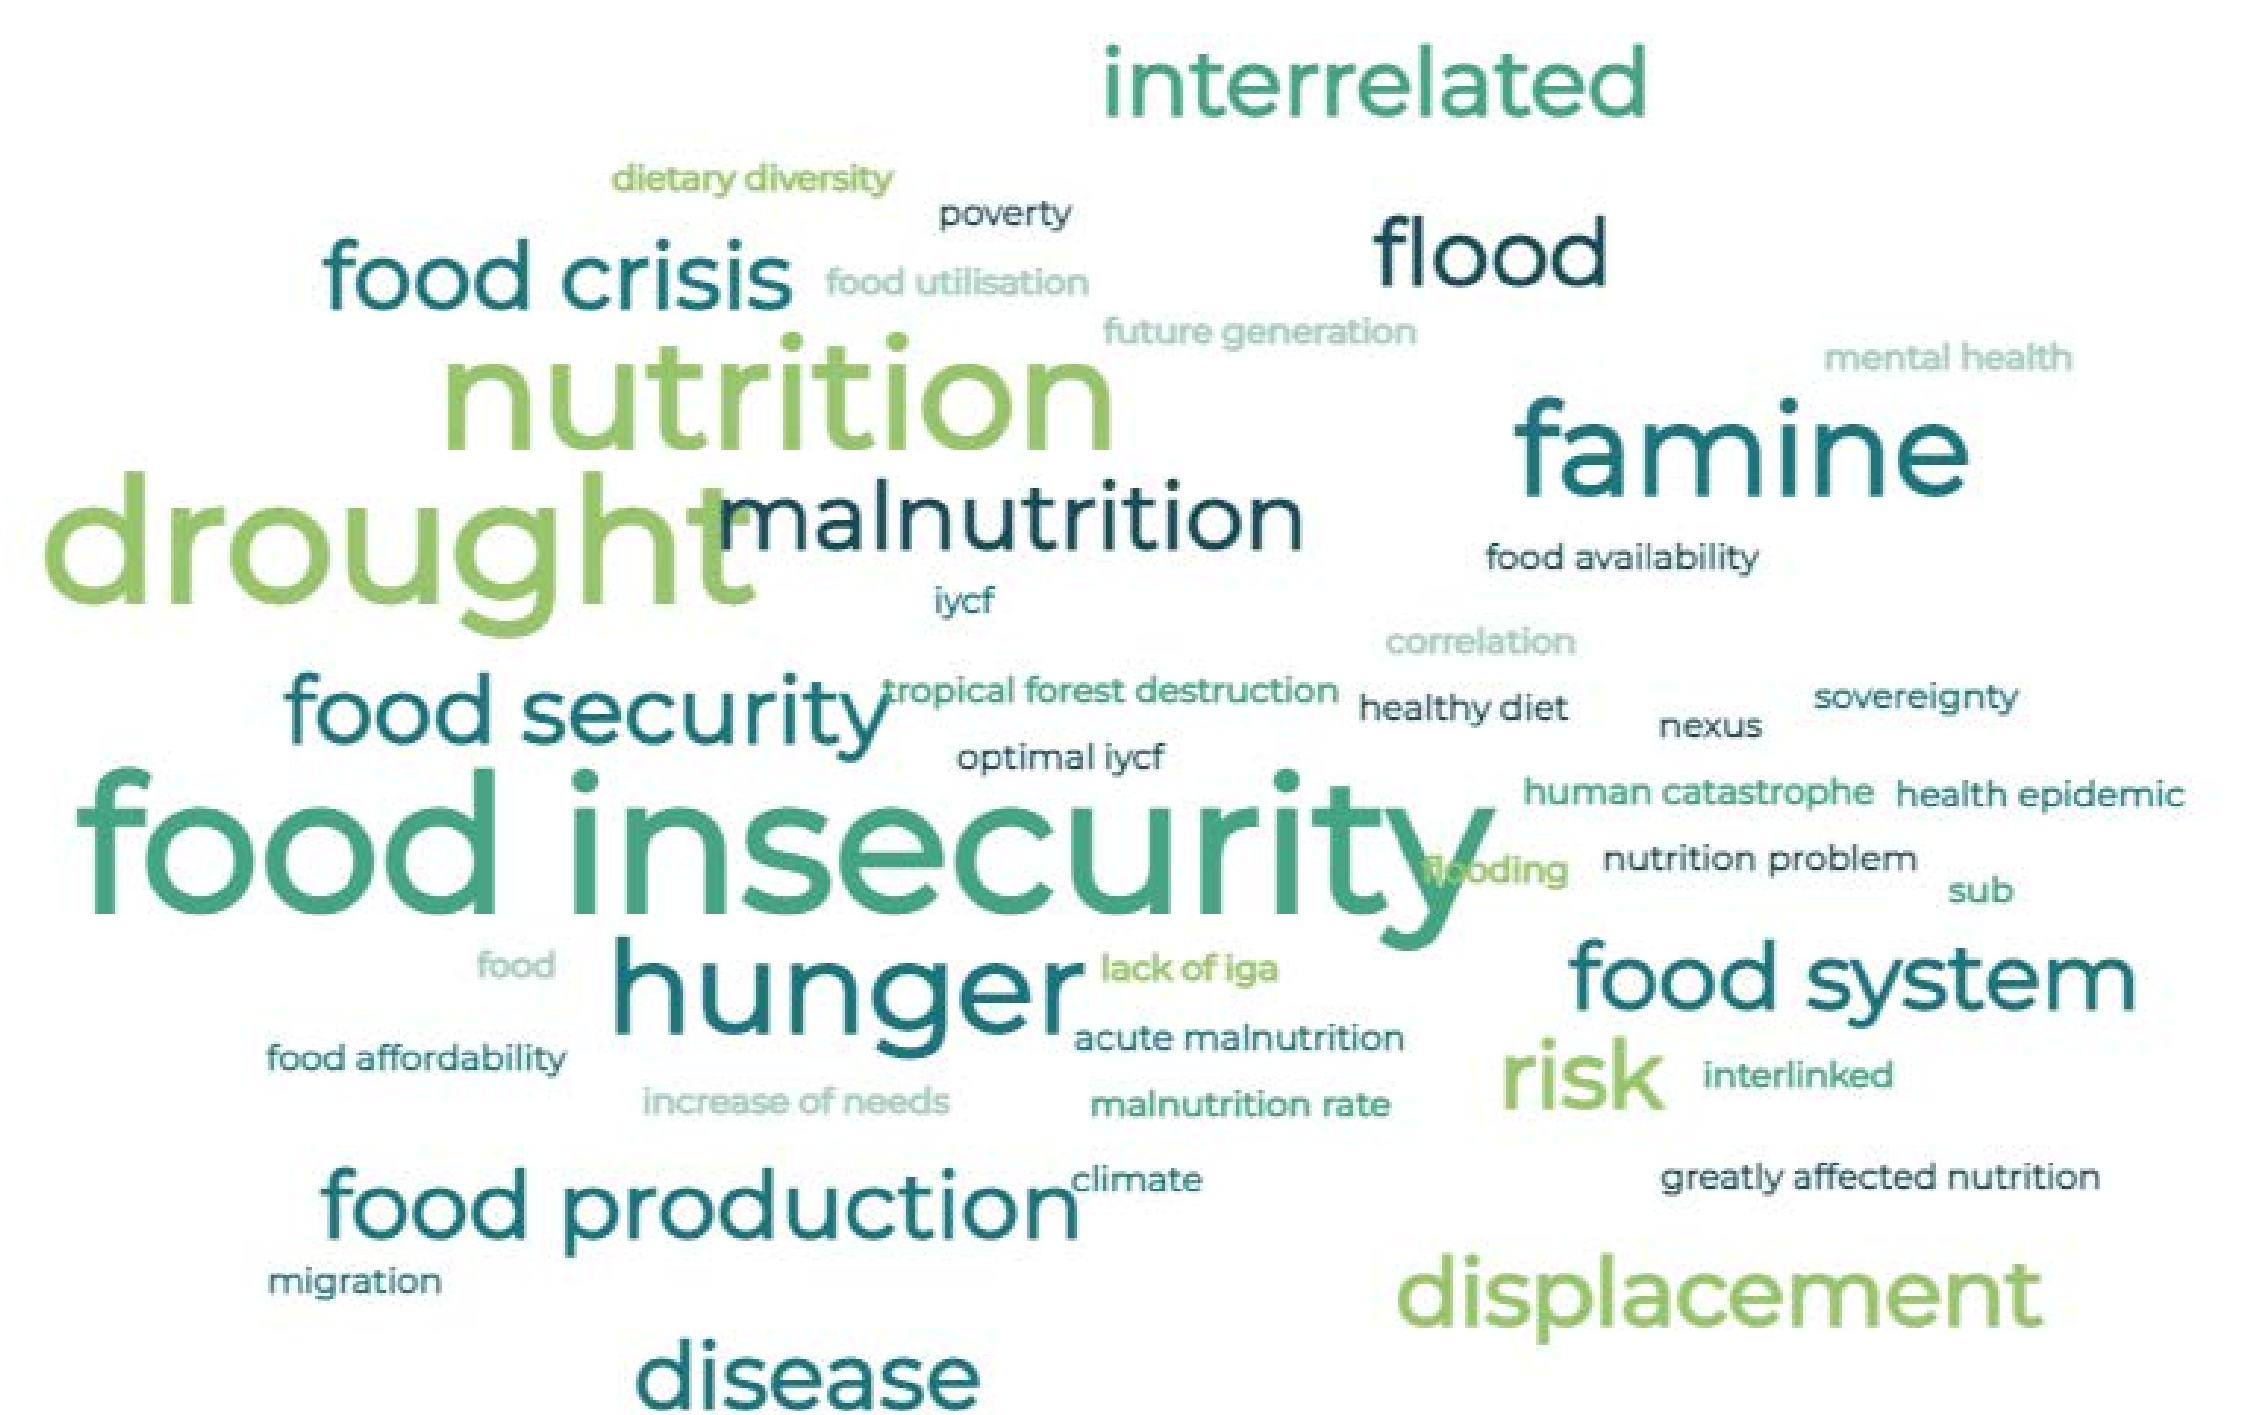 interrelated
dietary diversity
poverty
flood
food crisis
food utilisation
future generation
mental health
nutrition
famine
drought
malnutrition
food availability
iycf
correlation
food security
tropical forest destruction
healthy diet
sovereignty
nexus
optimal iycf
food insecurity
human catastrophe
health epidemic
flooding
nutrition problem
sub
food
hunger
lack of iga
food system
acute malnutrition
food affordability
risk
interlinked
increase of needs
malnutrition rate
food production
climate
greatly affected nutrition
migration
displacement
disease